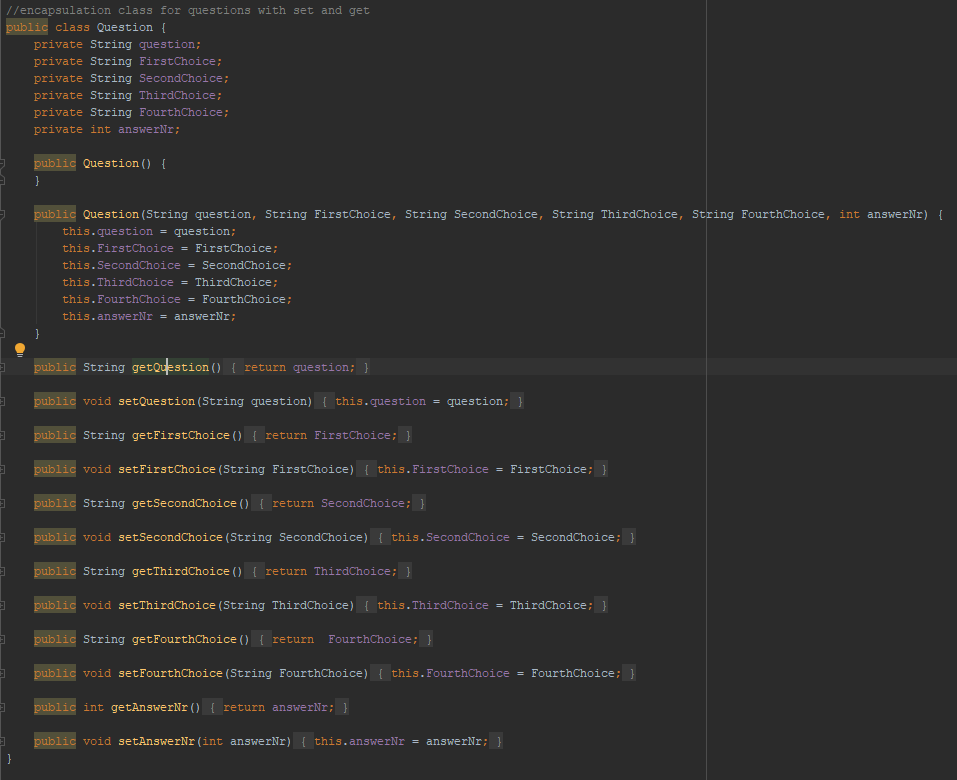 //encapsulation class for questions with set and get
public class Question {
    private String question;
    private String FirstChoice;
    private String SecondChoice;
    private String ThirdChoice;
    private String FourthChoice;
    private int answerNr;
    public Question() {
    }
    public Question(String question, String FirstChoice, String SecondChoice, String ThirdChoice, String FourthChoice, int answerNr) {
        this.question = question;
        this.FirstChoice = FirstChoice;
        this.SecondChoice = SecondChoice;
        this.ThirdChoice = ThirdChoice;
        this.FourthChoice = FourthChoice;
        this.answerNr = answerNr;
    }
    public String getQuestion() { return question; }
    public void setQuestion(String question) { this.question = question; }
    public String getFirstChoice() { return FirstChoice; }
    public void setFirstChoice(String FirstChoice) { this.FirstChoice = FirstChoice; }
    public String getSecondChoice() { return SecondChoice; }
    public void setSecondChoice(String SecondChoice) { this.SecondChoice = SecondChoice; }
    public String getThirdChoice() { return ThirdChoice; }
    public void setThirdChoice(String ThirdChoice) { this.ThirdChoice = ThirdChoice; }
    public String getFourthChoice() { return  FourthChoice; }
    public void setFourthChoice(String FourthChoice) { this.FourthChoice = FourthChoice; }
    public int getAnswerNr() { return answerNr; }
    public void setAnswerNr(int answerNr) { this.answerNr = answerNr; }
}